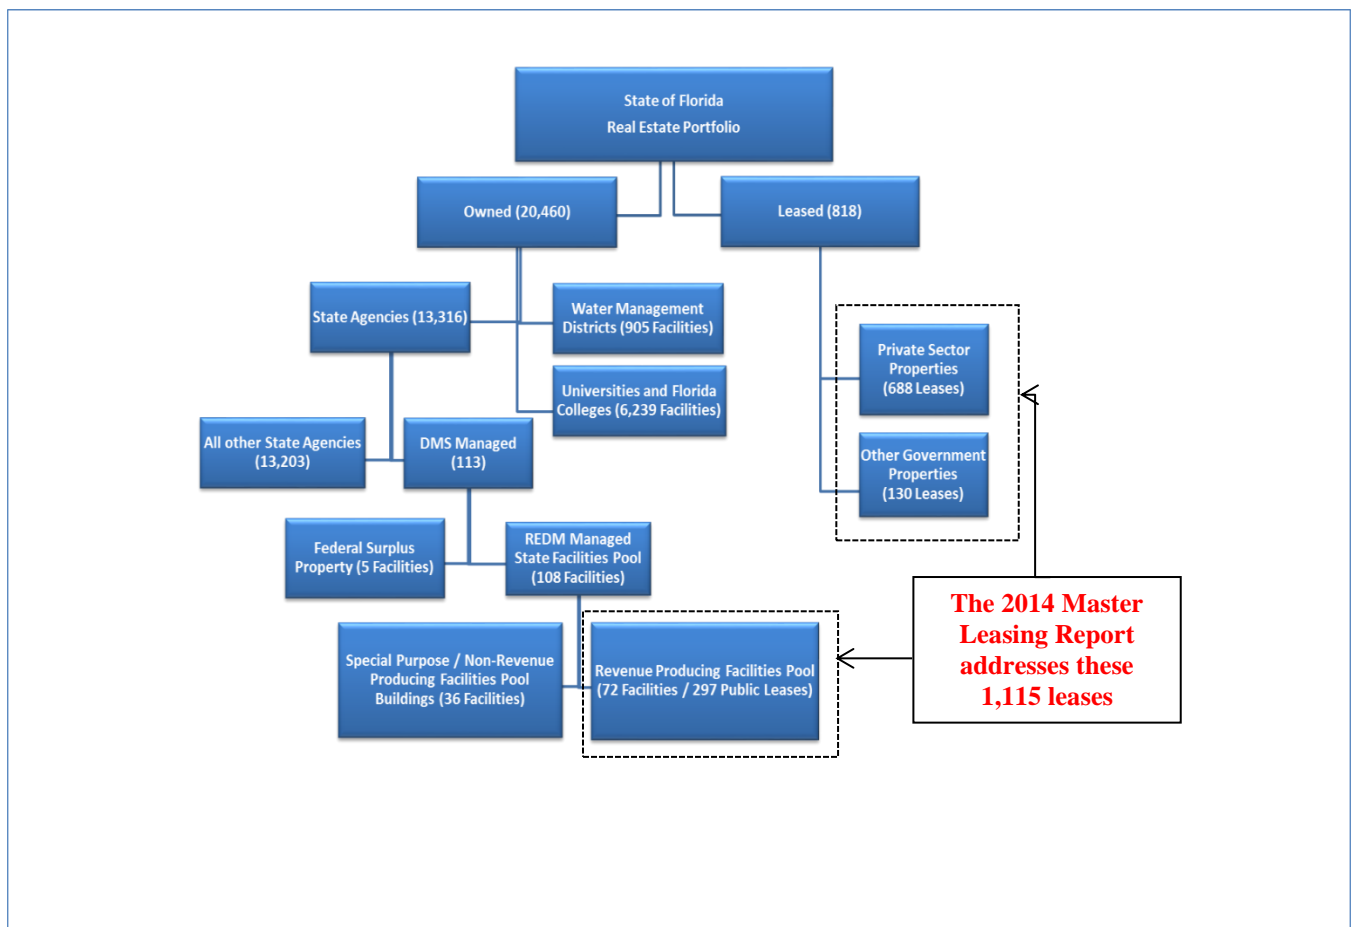 State of Florida
Real Estate Portfolio
Owned (20,460)
Leased (818)
State Agencies (13,316)
Water Management
Districts (905 Facilities)
Universities and Florida
Colleges (6,239 Facilities)
Private Sector
Properties
(688 Leases)
Other Government
Properties
(130 Leases)
All other State Agencies
(13,203)
DMS Managed
(113)
Federal Surplus
Property (5 Facilities)
REDM Managed
State Facilities Pool
(108 Facilities)
Special Purpose / Non-Revenue
Producing Facilities Pool
Buildings (36 Facilities)
Revenue Producing Facilities Pool
(72 Facilities / 297 Public Leases)
The 2014 Master
Leasing Report
addresses these
1,115 leases